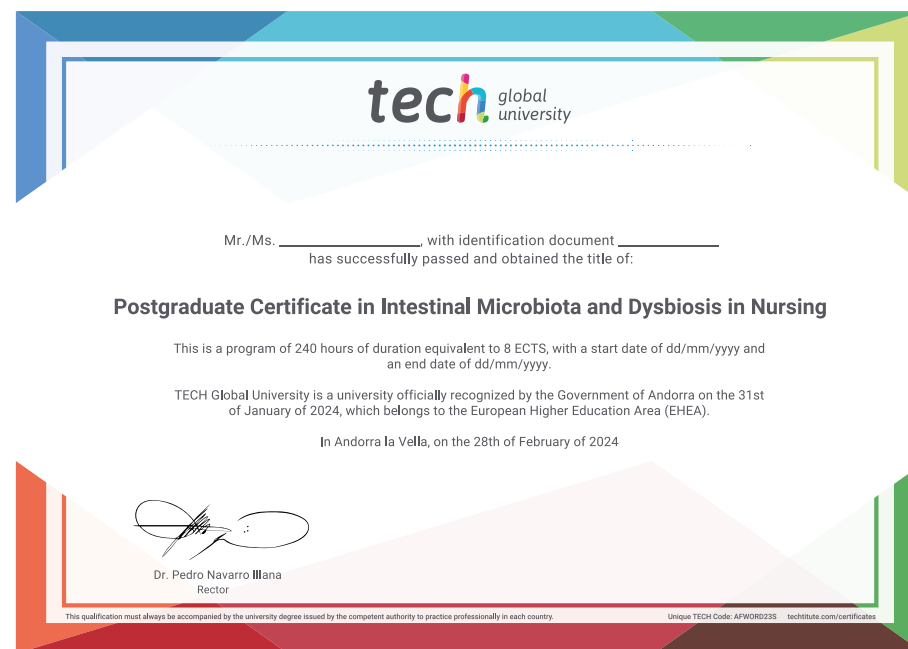 tech global university
Mr./Ms. ____________________, with identification document ______________
has successfully passed and obtained the title of:
Postgraduate Certificate in Intestinal Microbiota and Dysbiosis in Nursing
This is a program of 240 hours of duration equivalent to 8 ECTS, with a start date of dd/mm/yyyy and
an end date of dd/mm/yyyy.
TECH Global University is a university officially recognized by the Government of Andorra on the 31st
of January of 2024, which belongs to the European Higher Education Area (EHEA).
In Andorra la Vella, on the 28th of February of 2024
Dr. Pedro Navarro Illana
Rector
This qualification must always be accompanied by the university degree issued by the competent authority to practice professionally in each country.
Unique TECH Code: AFWORD23S techtitute.com/certificates